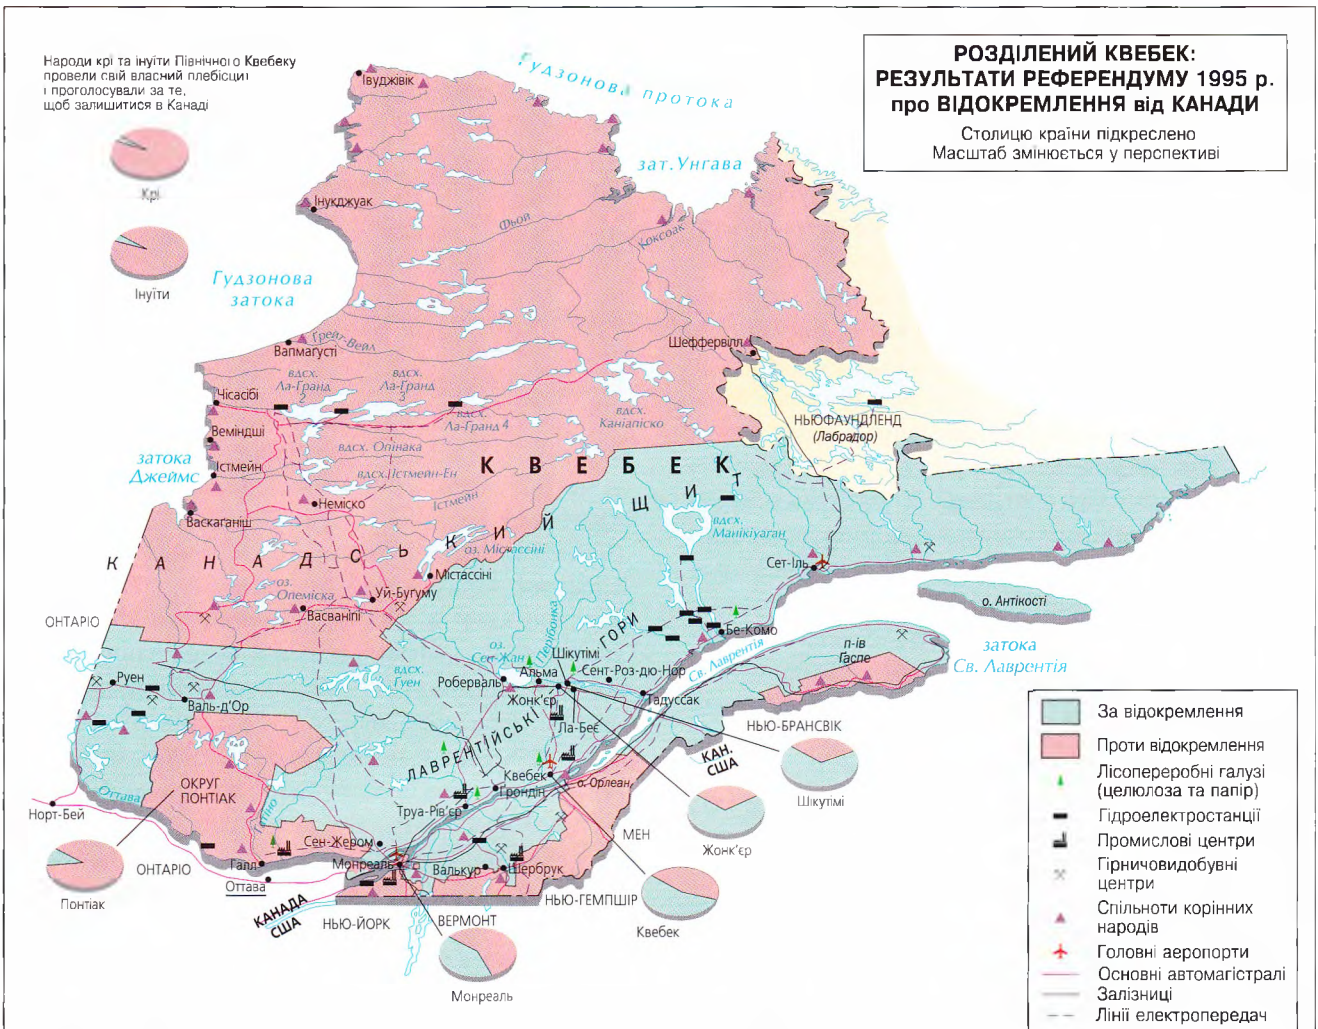 Народи крі та інуїти Північного Квебеку
провели свій власний плебісцит
і проголосували за те,
щоб залишитися в Канаді
Крі
Інуїти
РОЗДІЛЕНИЙ КВЕБЕК:
РЕЗУЛЬТАТИ РЕФЕРЕНДУМУ 1995 р.
про ВІДОКРЕМЛЕННЯ від КАНАДИ
Столицю країни підкреслено
Масштаб змінюється у перспективі
Гудзонова протока
Івуджівік
зат. Унгава
Інукджуак
Фьой
Коксоак
Гудзонова
затока
Грейт-Вейл
Вапмаґусті
Шеффервілл
Чісасібі
вдсх.
Ла-Гранд
2
вдсх.
Ла-Гранд
3
вдсх.
Ла-Гранд 4
вдсх.
Каніапіско
НЬЮФАУНДЛЕНД
(Лабрадор)
Веміндші
вдсх. Опінака
затока
Джеймс
Істмейн
вдсх. Істмейн-Ен
КВЕБЕК
Неміско
Істмейн
Васкаганіш
вдсх.
Манікіуаган
КАНАДСЬКИЙ ЩИТ
оз. Містассіні
Містассіні
Сет-Іль
оз.
Опеміска
Уй-Бугуму
Васваніпі
ОНТАРІО
о. Антікості
Перібонка
ГОРИ
Бе-Комо
оз.
Сен-Жан
Шікутімі
Сент-Роз-дю-Нор
Св. Лаврентія
п-ів
Гаспе
затока
Св. Лаврентія
Руен
вдсх.
Гуен
Роберваль
Альма
Жонк'єр
Тадуссак
Валь-д'Ор
Ла-Беє
НЬЮ-БРАНСВІК
ЛАВРЕНТІЙСЬКІ
КАН.
США
ОКРУГ
ПОНТІАК
Квебек
о. Орлеан
Грондін
Шікутімі
Оттава
Норт-Бей
Труа-Рів'єр
МЕН
Жонк'єр
Сен-Жером
ОНТАРІО
Галл
Монреаль
Валькур
Шербрук
Понтіак
Оттава
НЬЮ-ГЕМПШІР
КАНАДА
США
НЬЮ-ЙОРК
ВЕРМОНТ
Квебек
Монреаль
За відокремлення
Проти відокремлення
Лісопереробні галузі
(целюлоза та папір)
Гідроелектростанції
Промислові центри
Гірничовидобувні
центри
Спільноти корінних
народів
Головні аеропорти
Основні автомагістралі
Залізниці
Лінії електропередач